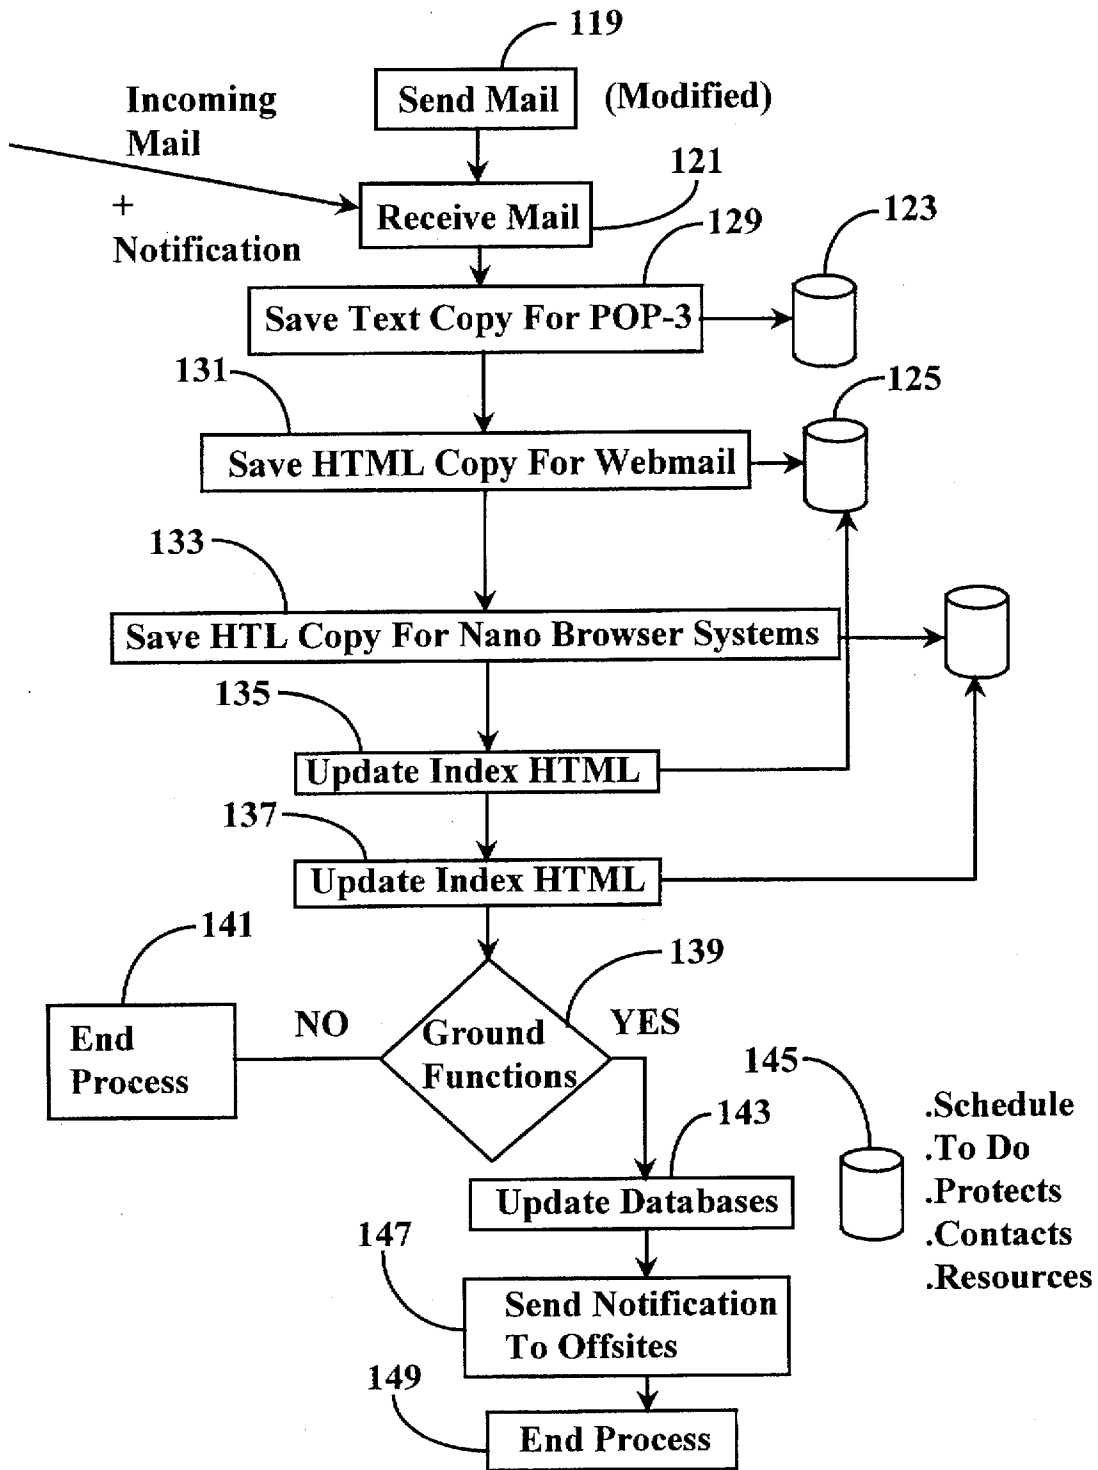 119
Send Mail
(Modified)
Incoming
Mail
+
Notification
121
Receive Mail
129
123
Save Text Copy For POP-3
131
125
Save HTML Copy For Webmail
133
Save HTL Copy For Nano Browser Systems
135
Update Index HTML
137
Update Index HTML
141
139
End
Process
NO
Ground
Functions
YES
145
143
.Schedule
.To Do
.Protects
.Contacts
.Resources
Update Databases
147
Send Notification
To Offsites
149
End Process